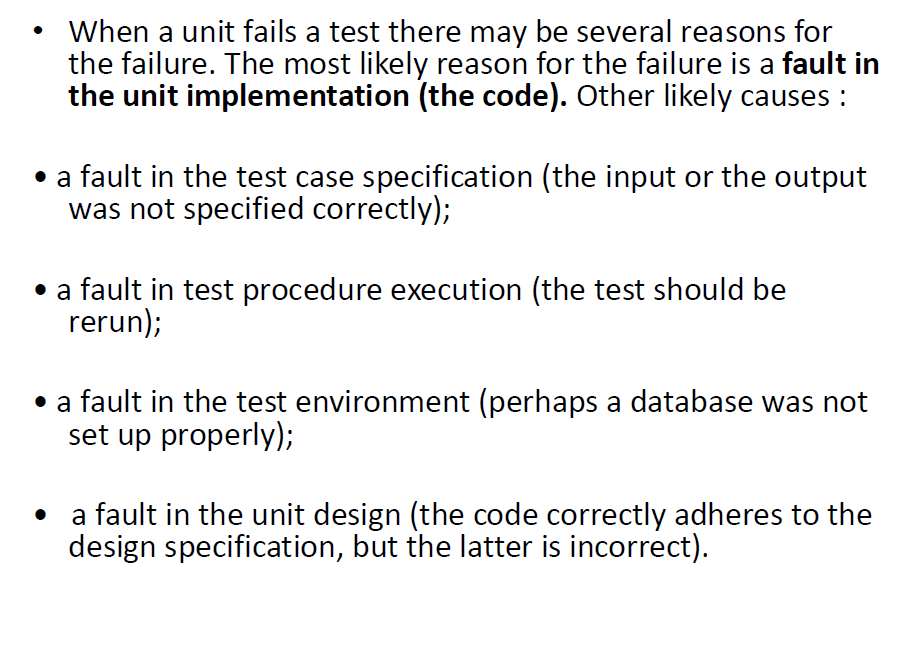 • When a unit fails a test there may be several reasons for
the failure. The most likely reason for the failure is a fault in
the unit implementation (the code). Other likely causes :
• a fault in the test case specification (the input or the output
was not specified correctly);
• a fault in test procedure execution (the test should be
rerun);
• a fault in the test environment (perhaps a database was not
set up properly);
• a fault in the unit design (the code correctly adheres to the
design specification, but the latter is incorrect).